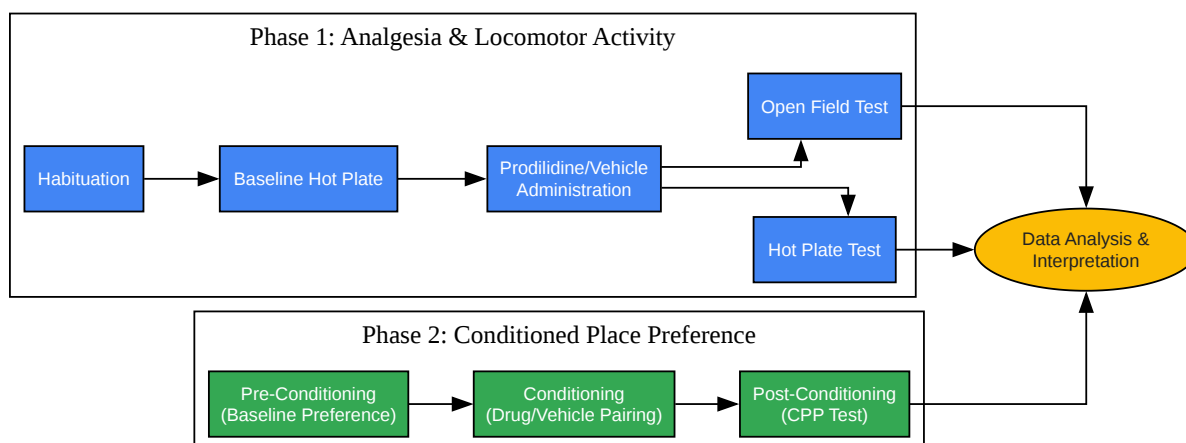 Phase 1: Analgesia & Locomotor Activity
Open Field Test
Habituation
Baseline Hot Plate
Prodilidine/Vehicle
Administration
Hot Plate Test
Data Analysis &
Interpretation
Phase 2: Conditioned Place Preference
Pre-Conditioning
(Baseline Preference)
Conditioning
(Drug/Vehicle Pairing)
Post-Conditioning
(CPP Test)